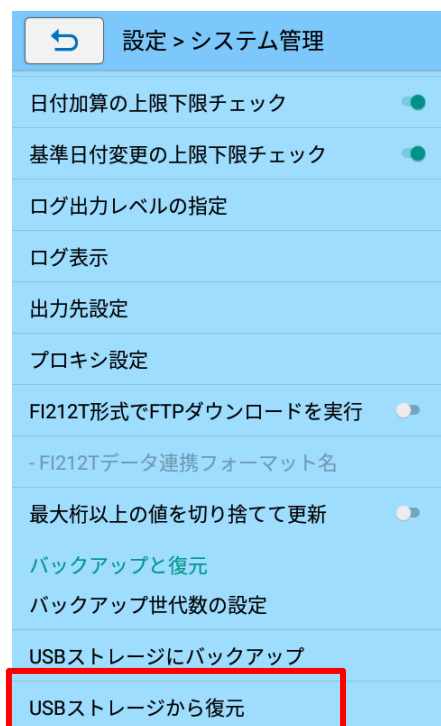 設定 > システム管理
日付加算の上限下限チェック
基準日付変更の上限下限チェック
ログ出力レベルの指定
ログ表示
出力先設定
プロキシ設定
FI212T形式でFTPダウンロードを実行
- FI212Tデータ連携フォーマット名
最大桁以上の値を切り捨てて更新
バックアップと復元
バックアップ世代数の設定
USBストレージにバックアップ
USBストレージから復元